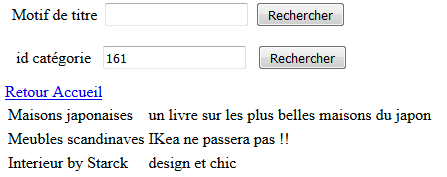 Motif de titre Rechercher
id catégorie 161 Rechercher
Retour Accueil
Maisons japonaises un livre sur les plus belles maisons du japon
Meubles scandinaves IKea ne passera pas !!
Interieur by Starck design et chic